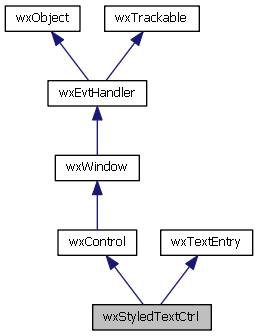 wxObject
wxTrackable
wxEvtHandler
wxWindow
wxControl
wxTextEntry
wxStyledTextCtrl